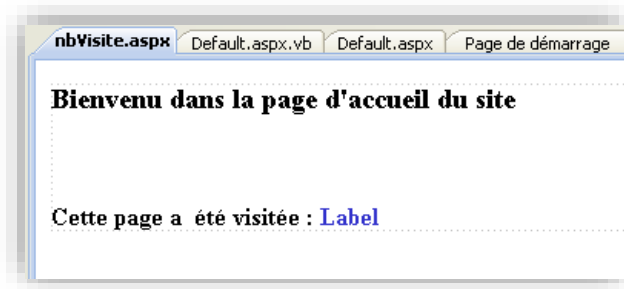 nbVisite.aspx Default.aspx.vb Default.aspx Page de démarrage
Bienvenu dans la page d'accueil du site
Cette page a été visitée : Label